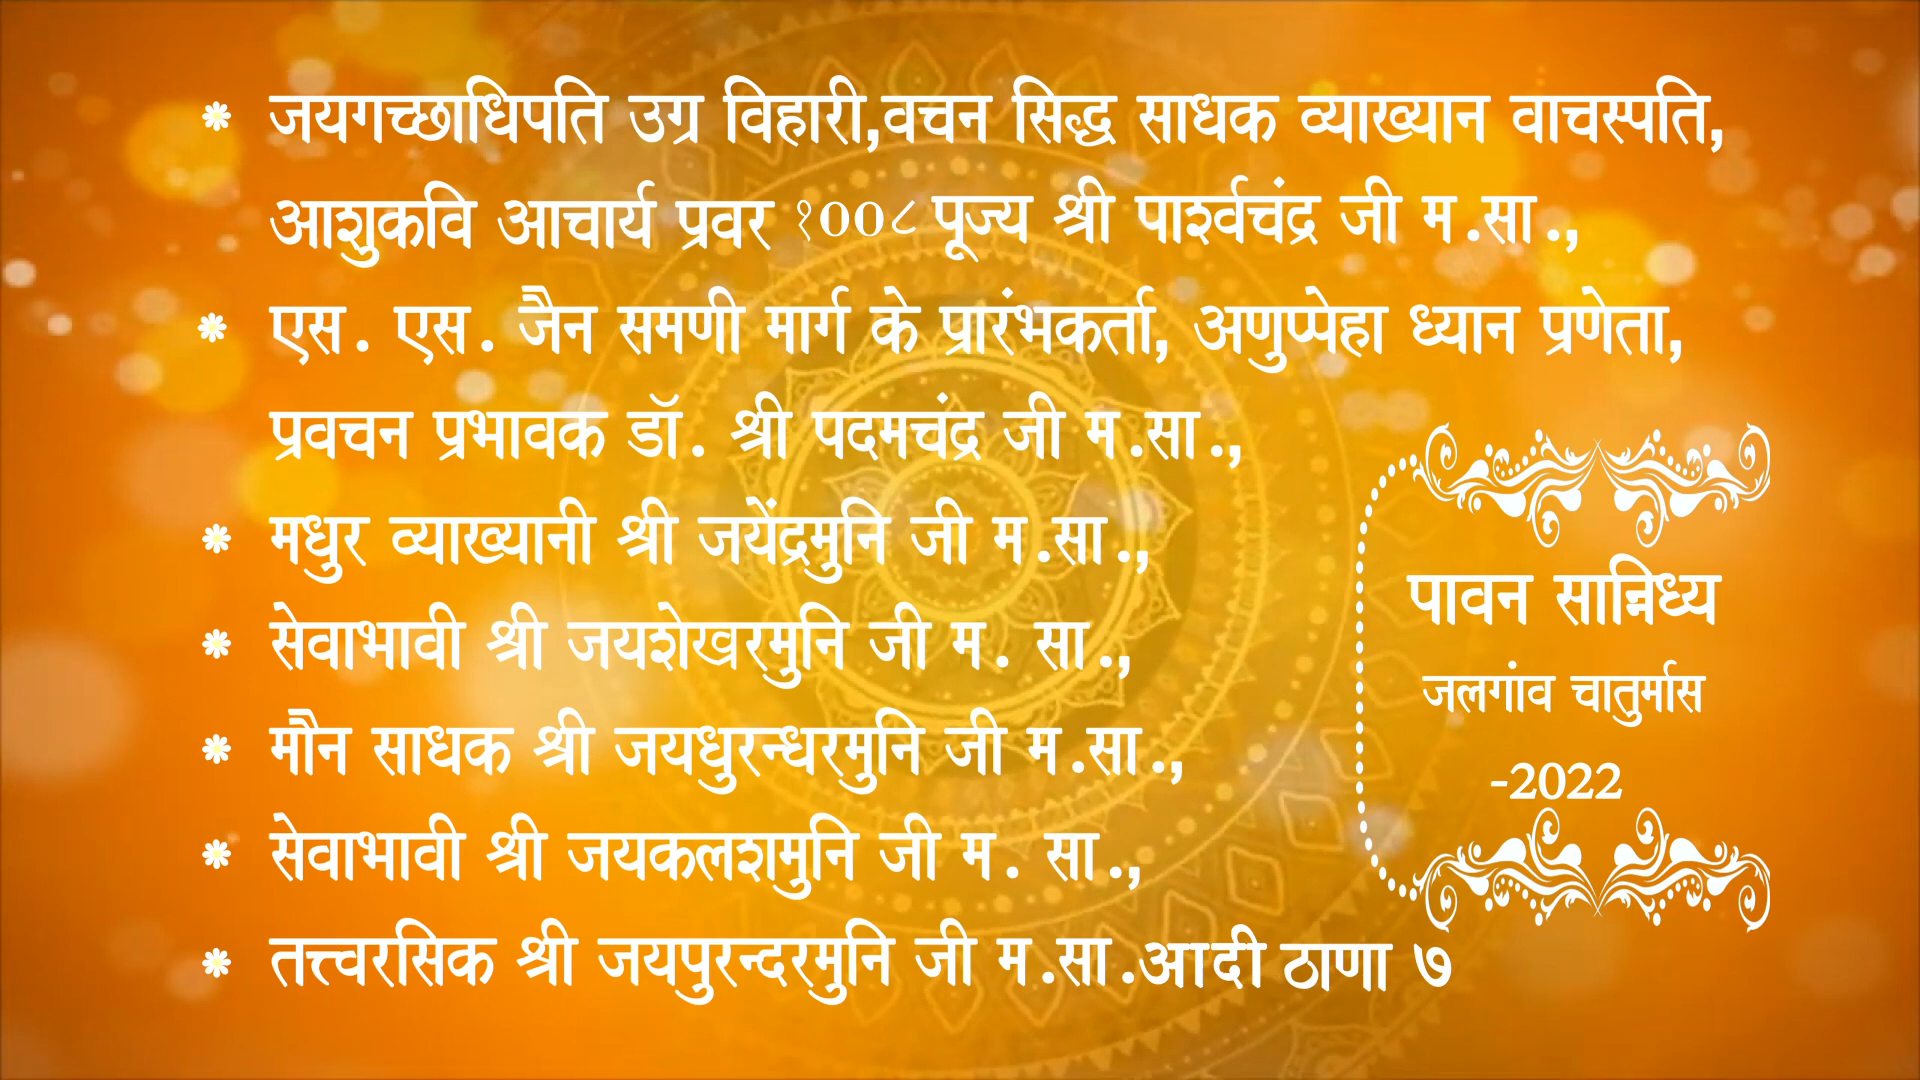 जयगच्छाधिपति उग्र विहारी,वचन सिद्ध साधक व्याख्यान वाचस्पति,
आशुकवि आचार्य प्रवर १००८ पूज्य श्री पार्श्वचंद्र जी म.सा.,
एस. एस. जैन समणी मार्ग के प्रारंभकर्ता, अणुप्पेहा ध्यान प्रणेता,
प्रवचन प्रभावक डॉ. श्री पदमचंद्र जी म.सा.,
मधुर व्याख्यानी श्री जयेंद्रमुनि जी म.सा.,
सेवाभावी श्री जयशेखरमुनि जी म. सा.,
मौन साधक श्री जयधुरन्धरमुनि जी म.सा.,
सेवाभावी श्री जयकलशमुनि जी म. सा.,
तत्त्वरसिक श्री जयपुरन्दरमुनि जी म.सा.आदी ठाणा ७
पावन सान्निध्य
जलगांव चातुर्मास
-2022